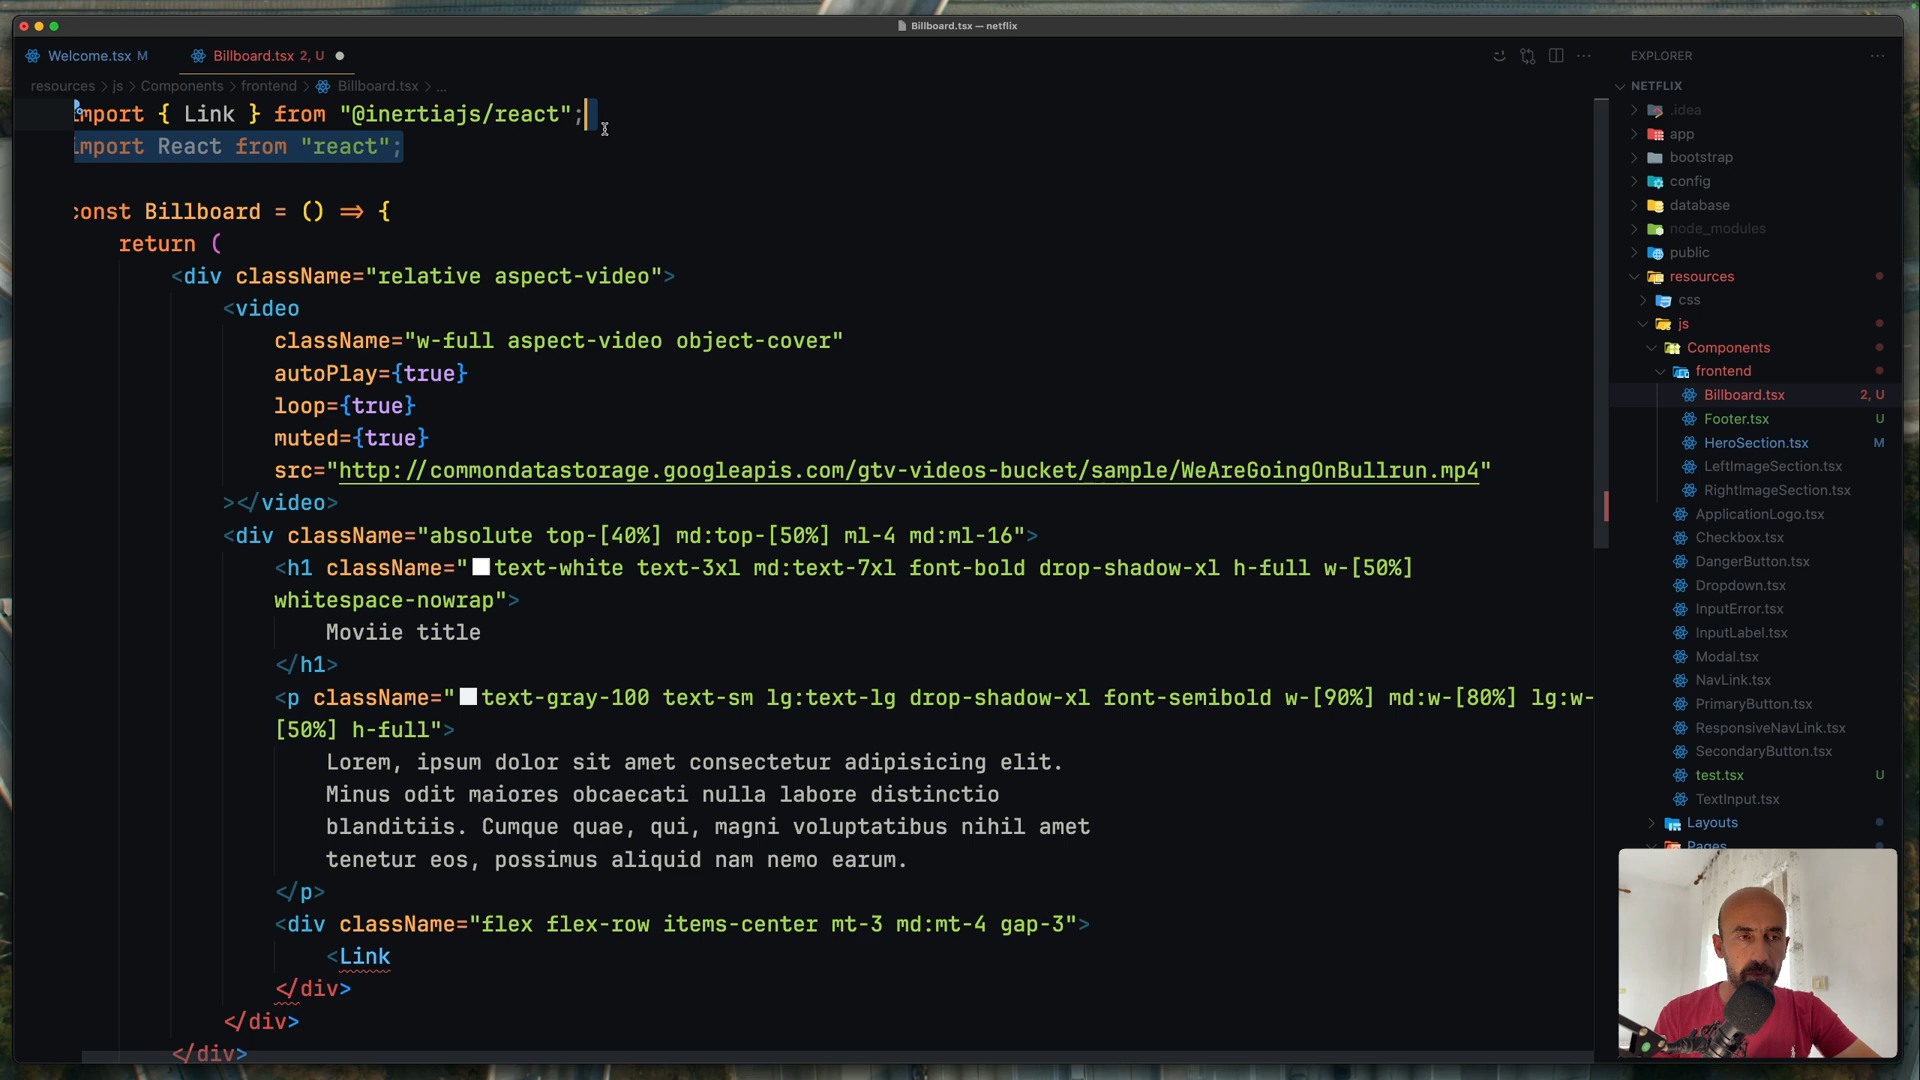 Billboard.tsx — netflix
Welcome.tsx M
Billboard.tsx 2, U
resources > js > Components > frontend > Billboard.tsx > ...
import { Link } from "@inertiajs/react";
import React from "react";
const Billboard = () => {
return (
<div className="relative aspect-video">
<video
className="w-full aspect-video object-cover"
autoPlay={true}
loop={true}
muted={true}
src="http://commondatastorage.googleapis.com/gtv-videos-bucket/sample/WeAreGoingOnBullrun.mp4"
></video>
<div className="absolute top-[40%] md:top-[50%] ml-4 md:ml-16">
<h1 className="text-white text-3xl md:text-7xl font-bold drop-shadow-xl h-full w-[50%]
whitespace-nowrap">
Moviie title
</h1>
<p className="text-gray-100 text-sm lg:text-lg drop-shadow-xl font-semibold w-[90%] md:w-[80%] lg:w-
[50%] h-full">
Lorem, ipsum dolor sit amet consectetur adipisicing elit.
Minus odit maiores obcaecati nulla labore distinctio
blanditiis. Cumque quae, qui, magni voluptatibus nihil amet
tenetur eos, possimus aliquid nam nemo earum.
</p>
<div className="flex flex-row items-center mt-3 md:mt-4 gap-3">
<Link
</div>
</div>
</div>
EXPLORER
NETFLIX
.idea
app
bootstrap
config
database
node_modules
public
resources
css
js
Components
frontend
Billboard.tsx 2, U
Footer.tsx U
HeroSection.tsx M
LeftImageSection.tsx
RightImageSection.tsx
ApplicationLogo.tsx
Checkbox.tsx
DangerButton.tsx
Dropdown.tsx
InputError.tsx
InputLabel.tsx
Modal.tsx
NavLink.tsx
PrimaryButton.tsx
ResponsiveNavLink.tsx
SecondaryButton.tsx
test.tsx U
TextInput.tsx
Layouts
Pages